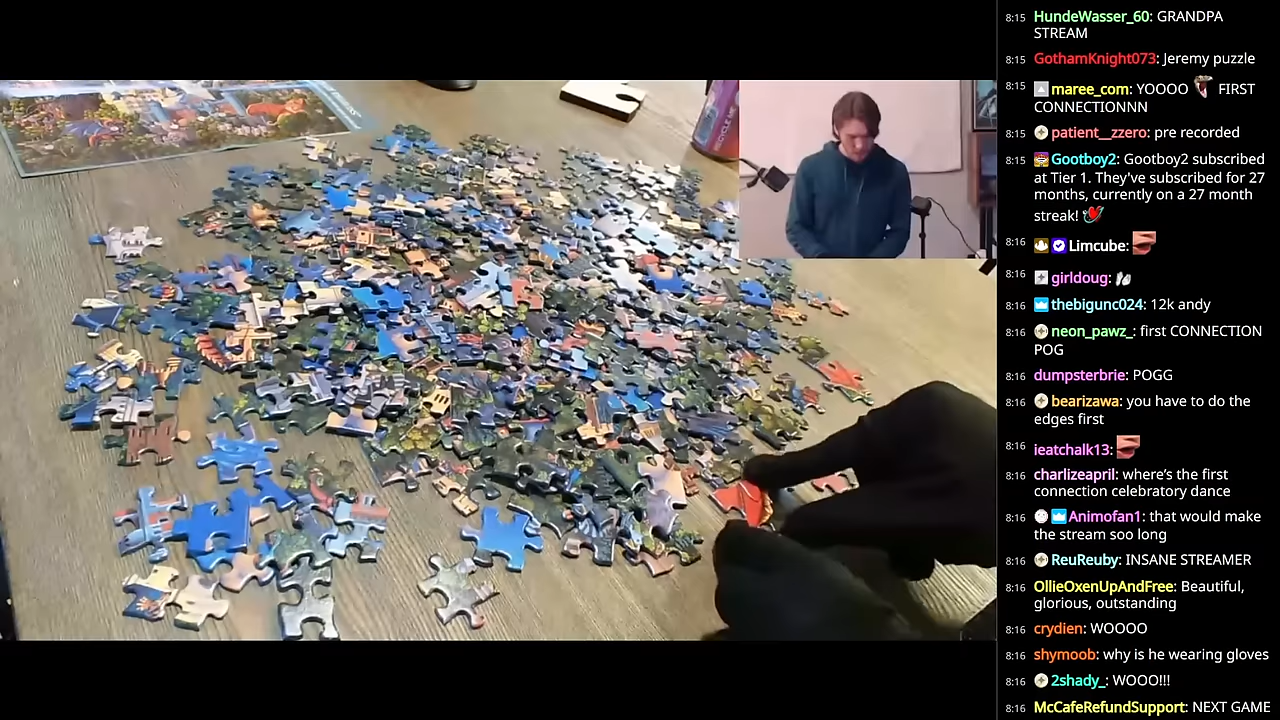 8:15 HundeWasser_60: GRANDPA
STREAM
8:15 GothamKnight073: Jeremy puzzle
8:15 maree_com: YOOOO FIRST
CONNECTIONNN
8:15 patient__zzero: pre recorded
8:15 Gootboy2: Gootboy2 subscribed
at Tier 1. They've subscribed for 27
months, currently on a 27 month
streak!
8:16 Limcube:
8:16 girldoug:
8:16 thebigunc024: 12k andy
8:16 neon_pawz_: first CONNECTION
POG
8:16 dumpsterbrie: POGG
8:16 bearizawa: you have to do the
edges first
8:16 ieatchalk13:
8:16 charlizeapril: where's the first
connection celebratory dance
8:16 Animofan1: that would make
the stream soo long
8:16 ReuReuby: INSANE STREAMER
8:16 OllieOxenUpAndFree: Beautiful,
glorious, outstanding
8:16 crydien: WOOOO
8:16 shymoob: why is he wearing gloves
8:16 2shady_: WOOO!!!
8:16 McCafeRefundSupport: NEXT GAME
RECYCLE ME